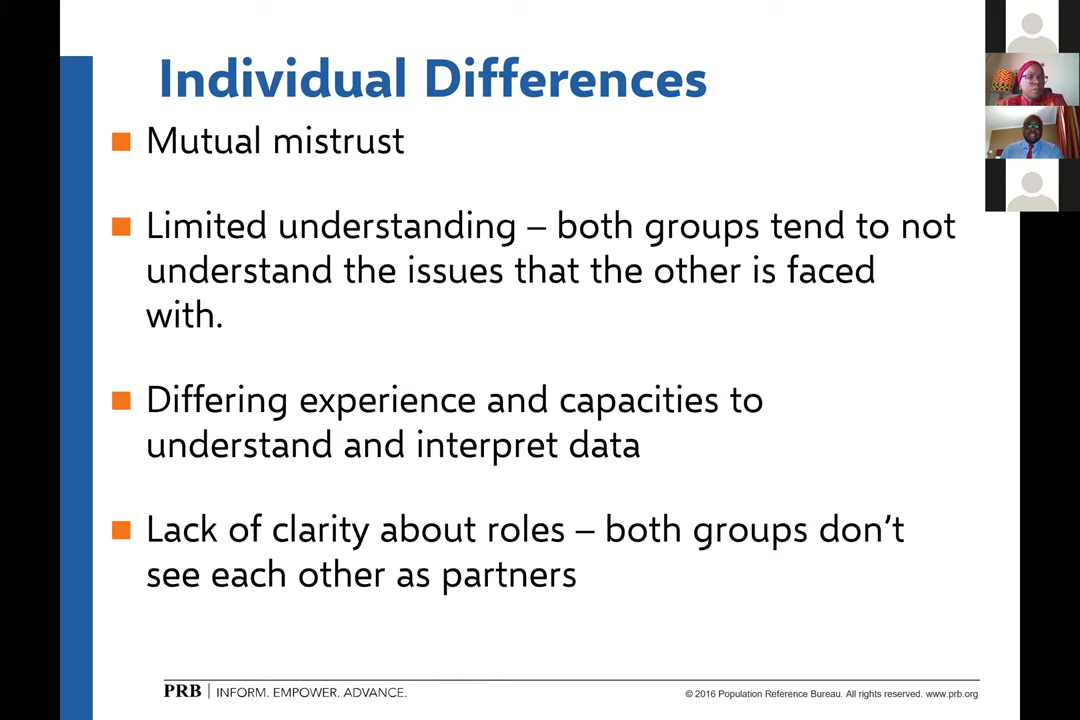 Individual Differences
Mutual mistrust
Limited understanding – both groups tend to not
understand the issues that the other is faced
with.
Differing experience and capacities to
understand and interpret data
Lack of clarity about roles – both groups don’t
see each other as partners
PRB | INFORM. EMPOWER. ADVANCE.
© 2016 Population Reference Bureau. All rights reserved. www.prb.org